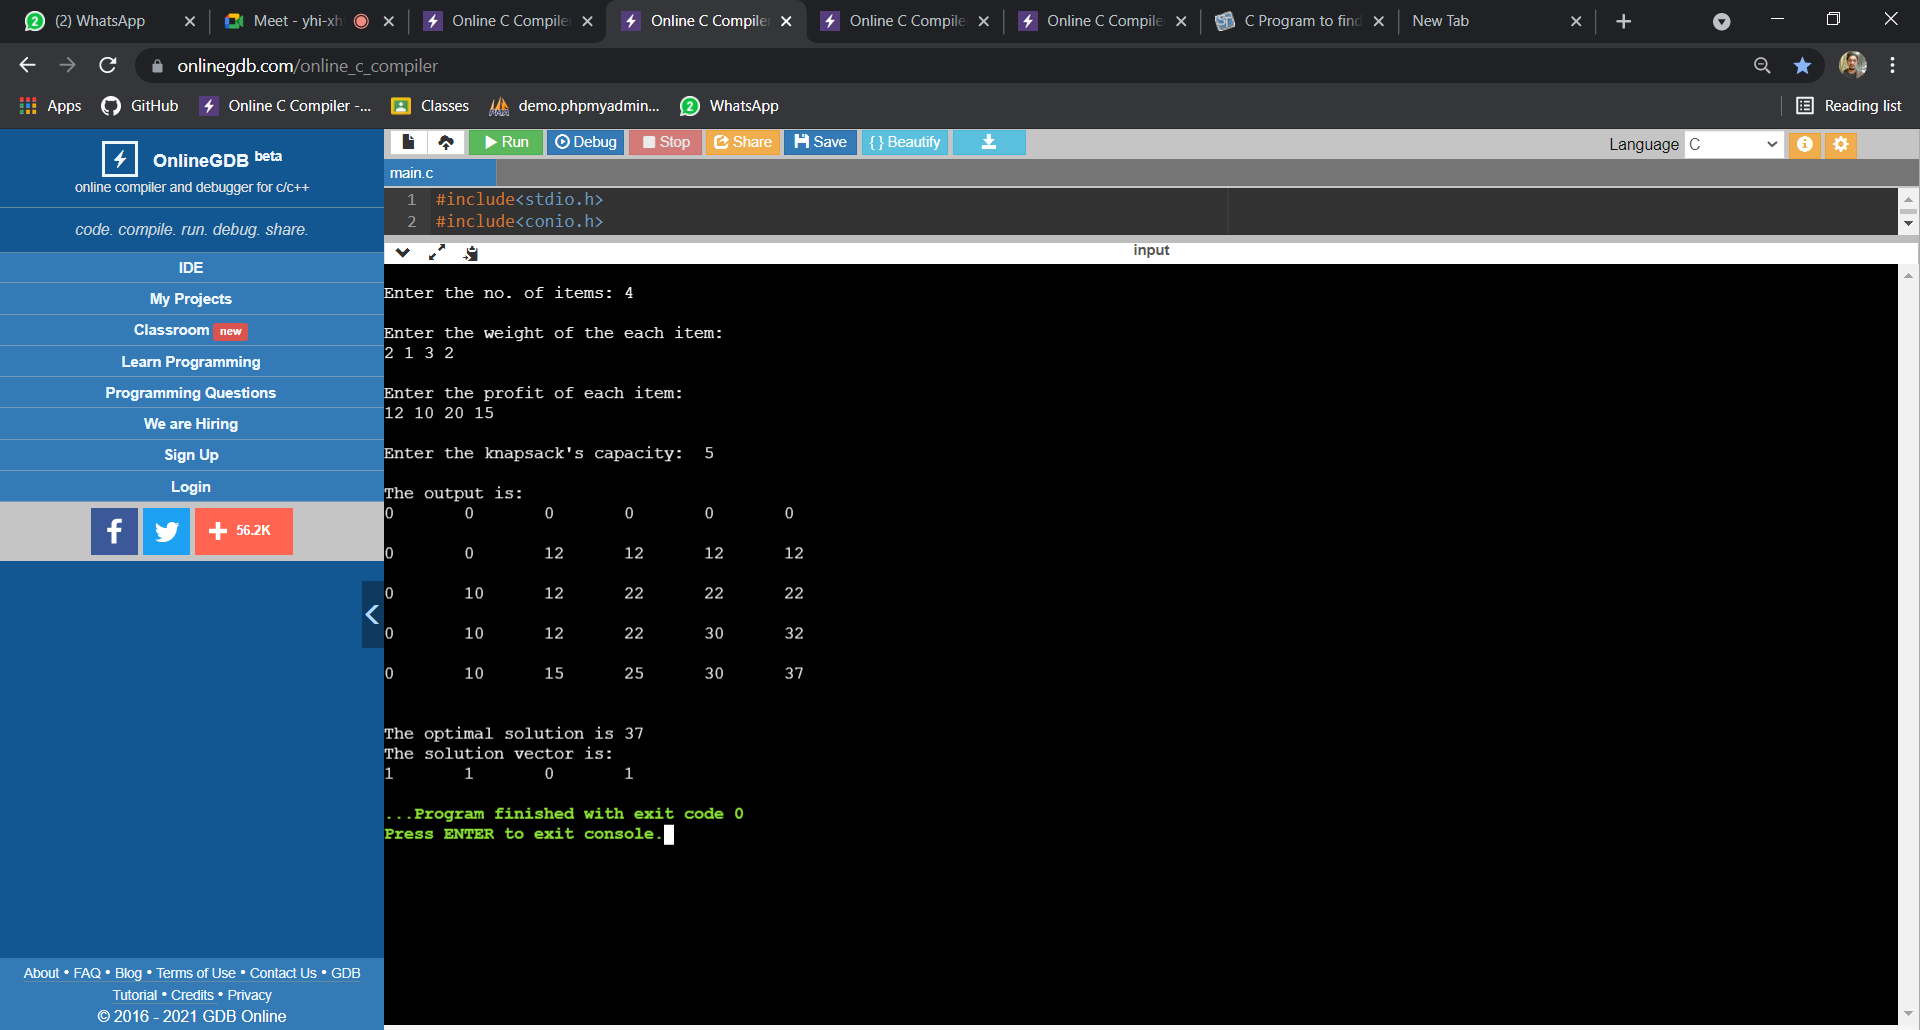 (2) WhatsApp
Meet - yhi-xh
Online C Compiler
Online C Compiler
Online C Compile
Online C Compile
C Program to find
New Tab
onlinegdb.com/online_c_compiler
Apps
GitHub
Online C Compiler -...
Classes
demo.phpmyadmin...
WhatsApp
Reading list
OnlineGDB beta
online compiler and debugger for c/c++
code. compile. run. debug. share.
IDE
My Projects
Classroom new
Learn Programming
Programming Questions
We are Hiring
Sign Up
Login
56.2K
About • FAQ • Blog • Terms of Use • Contact Us • GDB
Tutorial • Credits • Privacy
© 2016 - 2021 GDB Online
Run Debug Stop Share Save { } Beautify
Language C
main.c
1 #include<stdio.h>
2 #include<conio.h>
input
Enter the no. of items: 4
Enter the weight of the each item:
2 1 3 2
Enter the profit of each item:
12 10 20 15
Enter the knapsack's capacity: 5
The output is:
0 0 0 0 0 0
0 0 12 12 12 12
0 10 12 22 22 22
0 10 12 22 30 32
0 10 15 25 30 37
The optimal solution is 37
The solution vector is:
1 1 0 1
...Program finished with exit code 0
Press ENTER to exit console.